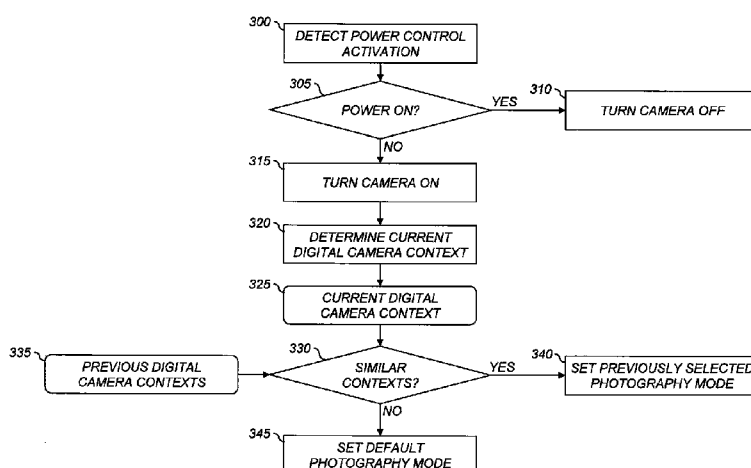 300
DETECT POWER CONTROL
ACTIVATION
305
POWER ON?
YES
310
TURN CAMERA OFF
NO
315
TURN CAMERA ON
320
DETERMINE CURRENT
DIGITAL CAMERA CONTEXT
325
CURRENT DIGITAL
CAMERA CONTEXT
335
PREVIOUS DIGITAL
CAMERA CONTEXTS
330
SIMILAR
CONTEXTS?
YES
340
SET PREVIOUSLY SELECTED
PHOTOGRAPHY MODE
NO
345
SET DEFAULT
PHOTOGRAPHY MODE